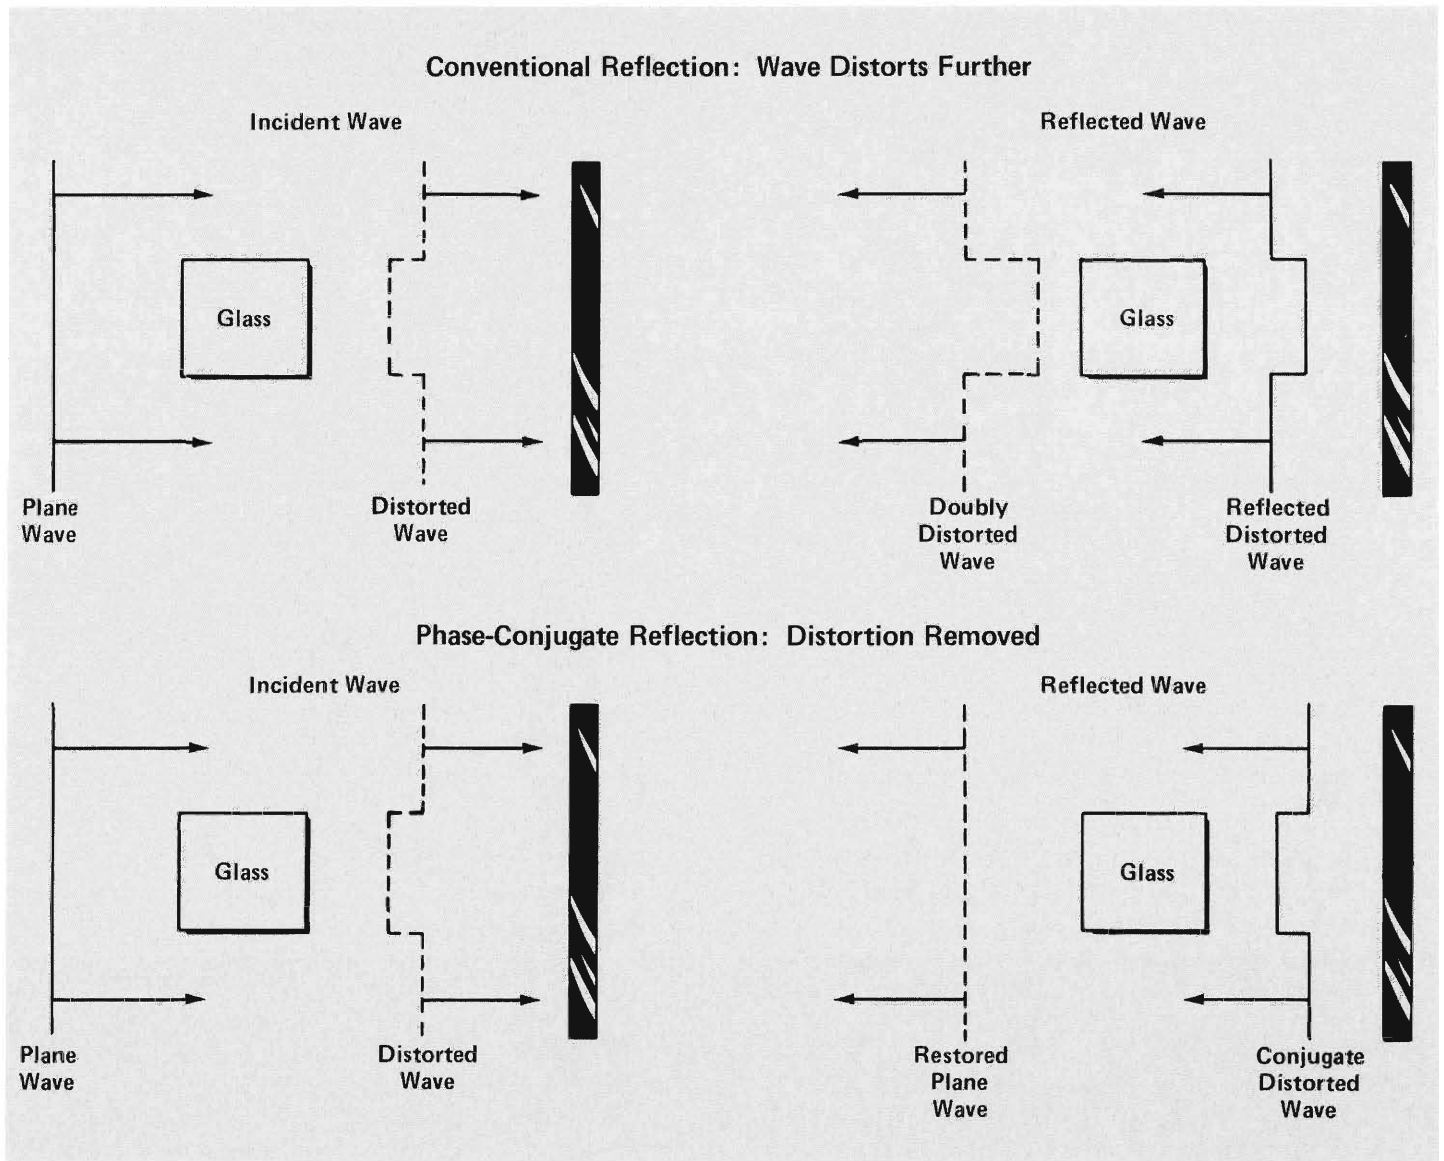 Conventional Reflection: Wave Distorts Further
Incident Wave
Reflected Wave
Glass
Glass
Plane
Wave
Distorted
Wave
Doubly
Distorted
Wave
Reflected
Distorted
Wave
Phase-Conjugate Reflection: Distortion Removed
Incident Wave
Reflected Wave
Glass
Glass
Plane
Wave
Distorted
Wave
Restored
Plane
Wave
Conjugate
Distorted
Wave